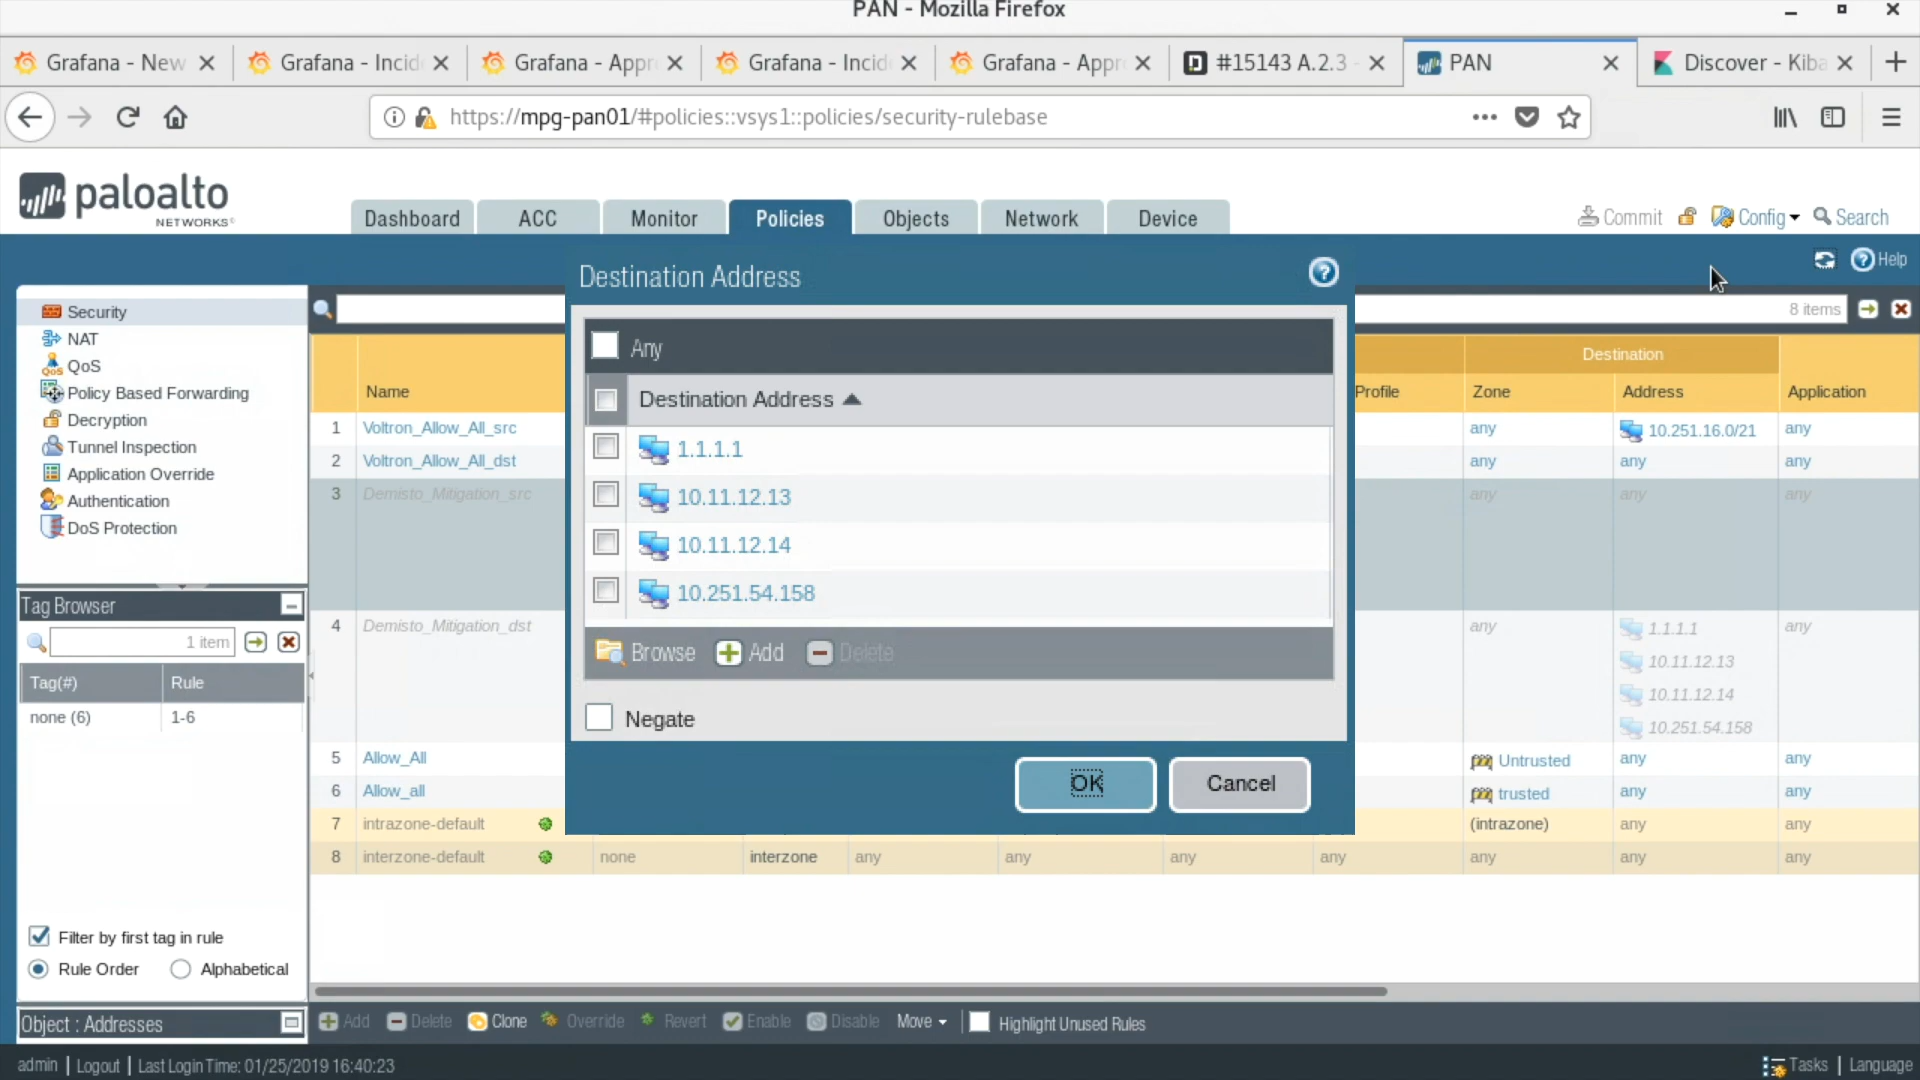 PAN - Mozilla Firefox
Grafana - New
Grafana - Incid
Grafana - Appr
Grafana - Incid
Grafana - Appr
#15143 A.2.3 -
PAN
Discover - Kiba
https://mpg-pan01/#policies::vsys1::policies/security-rulebase
paloalto
NETWORKS
Dashboard
ACC
Monitor
Policies
Objects
Network
Device
Commit
Config
Search
Help
Security
NAT
QoS
Policy Based Forwarding
Decryption
Tunnel Inspection
Application Override
Authentication
DoS Protection
Tag Browser
1 item
Tag(#) Rule
none (6) 1-6
Filter by first tag in rule
Rule Order Alphabetical
Object : Addresses
Destination Address
Any
Destination Address
1.1.1.1
10.11.12.13
10.11.12.14
10.251.54.158
Browse Add Delete
Negate
OK Cancel
8 items
Destination
Name Profile Zone Address Application
1 Voltron_Allow_All_src any 10.251.16.0/21 any
2 Voltron_Allow_All_dst any any any
3 Demisto_Mitigation_src any any any
4 Demisto_Mitigation_dst any 1.1.1.1 any
10.11.12.13
10.11.12.14
10.251.54.158
5 Allow_All Untrusted any any
6 Allow_all trusted any any
7 intrazone-default (intrazone) any any
8 interzone-default none interzone any any any any any any any
Add Delete Clone Override Revert Enable Disable Move Highlight Unused Rules
admin | Logout | Last Login Time: 01/25/2019 16:40:23
Tasks | Language